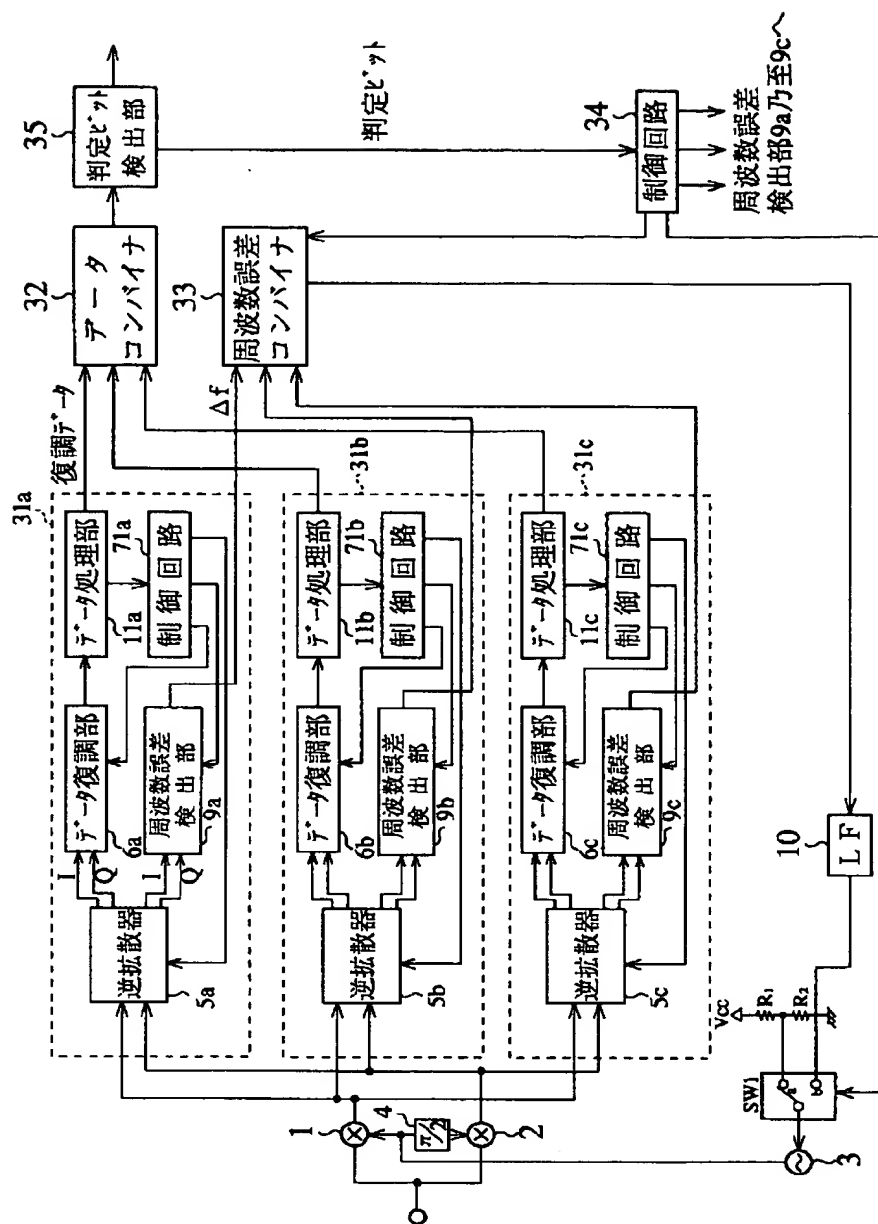 31a
復調データ
データ復調部
6a
I
Q
I
Q
データ処理部
11a
71a
制御回路
周波数誤差
検出部
9a
逆拡散器
5a
31b
データ復調部
6b
データ処理部
11b
71b
制御回路
周波数誤差
検出部
9b
逆拡散器
5b
31c
データ復調部
6c
データ処理部
11c
71c
制御回路
周波数誤差
検出部
9c
逆拡散器
5c
32
データ
コンバイナ
Δf
33
周波数誤差
コンバイナ
35
判定ビット
検出部
判定ビット
34
制御回路
周波数誤差
検出部9a乃至9cへ
1
4
π/2
2
3
SW1
a
b
Vcc
R₁
R₂
10
LF